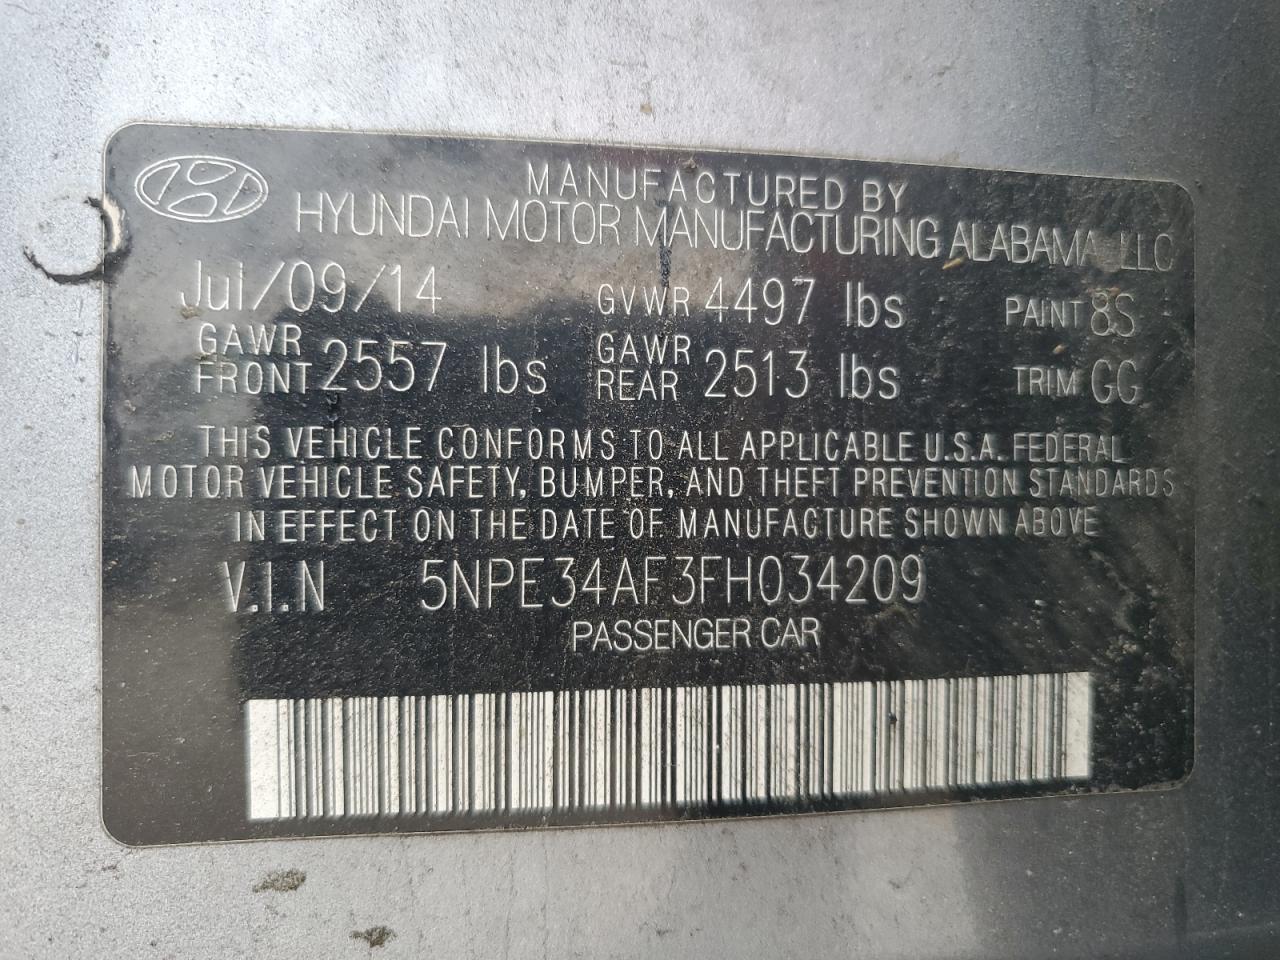 MANUFACTURED BY
HYUNDAI MOTOR MANUFACTURING ALABAMA, LLC
Jul/09/14 GVWR 4497 lbs PAINT 8S
GAWR FRONT 2557 lbs GAWR REAR 2513 lbs TRIM GG
THIS VEHICLE CONFORMS TO ALL APPLICABLE U.S.A. FEDERAL
MOTOR VEHICLE SAFETY, BUMPER, AND THEFT PREVENTION STANDARDS
IN EFFECT ON THE DATE OF MANUFACTURE SHOWN ABOVE
V.I.N 5NPE34AF3FH034209
PASSENGER CAR